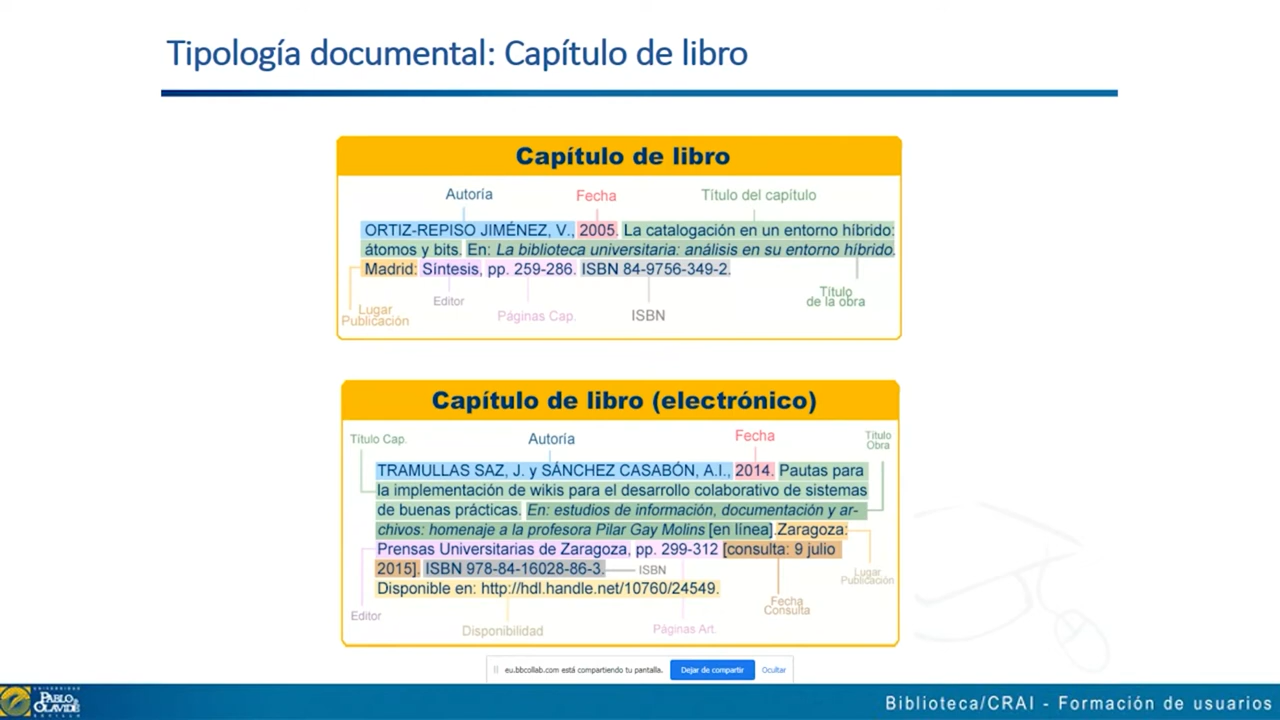 Tipología documental: Capítulo de libro
Capítulo de libro
Autoría
Fecha
Título del capítulo
ORTIZ-REPISO JIMÉNEZ, V., 2005. La catalogación en un entorno híbrido:
átomos y bits. En: La biblioteca universitaria: análisis en su entorno híbrido.
Madrid: Síntesis, pp. 259-286. ISBN 84-9756-349-2.
Lugar
Publicación
Editor
Páginas Cap.
ISBN
Título
de la obra
Capítulo de libro (electrónico)
Título Cap.
Autoría
Fecha
Título
Obra
TRAMULLAS SAZ, J. y SÁNCHEZ CASABÓN, A.I., 2014. Pautas para
la implementación de wikis para el desarrollo colaborativo de sistemas
de buenas prácticas. En: estudios de información, documentación y ar-
chivos: homenaje a la profesora Pilar Gay Molins [en línea].Zaragoza:
Prensas Universitarias de Zaragoza, pp. 299-312 [consulta: 9 julio
2015]. ISBN 978-84-16028-86-3.
ISBN
Disponible en: http://hdl.handle.net/10760/24549.
Lugar
Publicación
Fecha
Consulta
Editor
Disponibilidad
Páginas Art.
eu.bbcollab.com está compartiendo tu pantalla.
Dejar de compartir
Ocultar
UNIVERSIDAD
PABLO DE
OLAVIDE
SEVILLA
Biblioteca/CRAI - Formación de usuarios